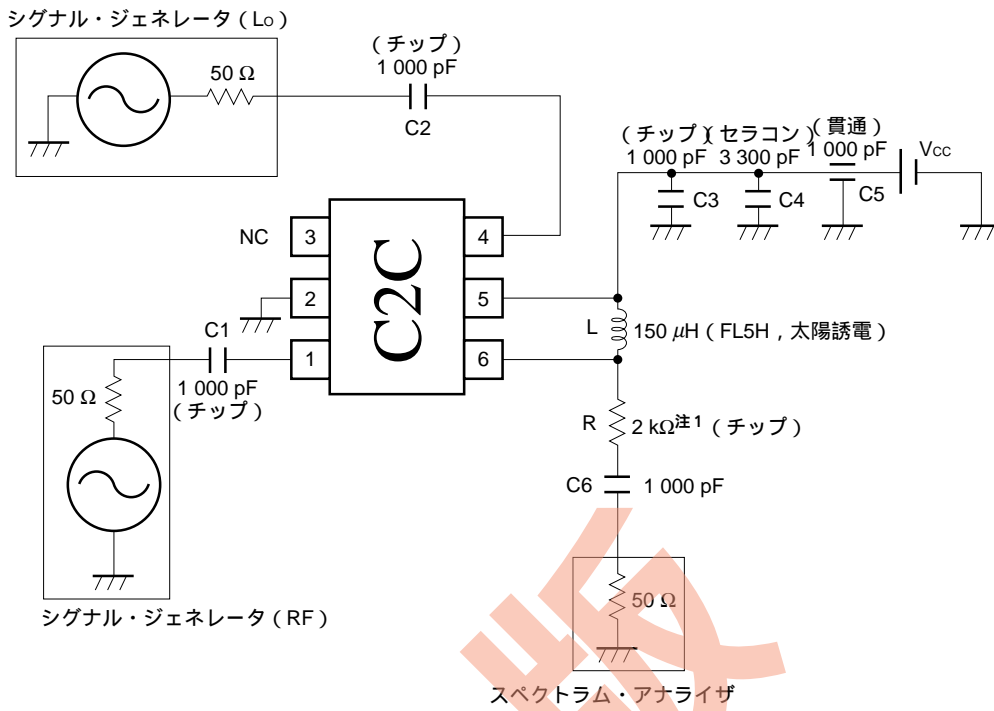 シグナル・ジェネレータ（Lo）
50 Ω
（チップ）
1 000 pF
C2
（チップ）
1 000 pF
C3
（セラコン）
3 300 pF
C4
（貫通）
1 000 pF
C5
VCC
NC
3
4
2
5
1
6
C2C
C1
1 000 pF
（チップ）
50 Ω
シグナル・ジェネレータ（RF）
L
150 μH（FL5H，太陽誘電）
R
2 kΩ注1（チップ）
C6
1 000 pF
50 Ω
スペクトラム・アナライザ
版